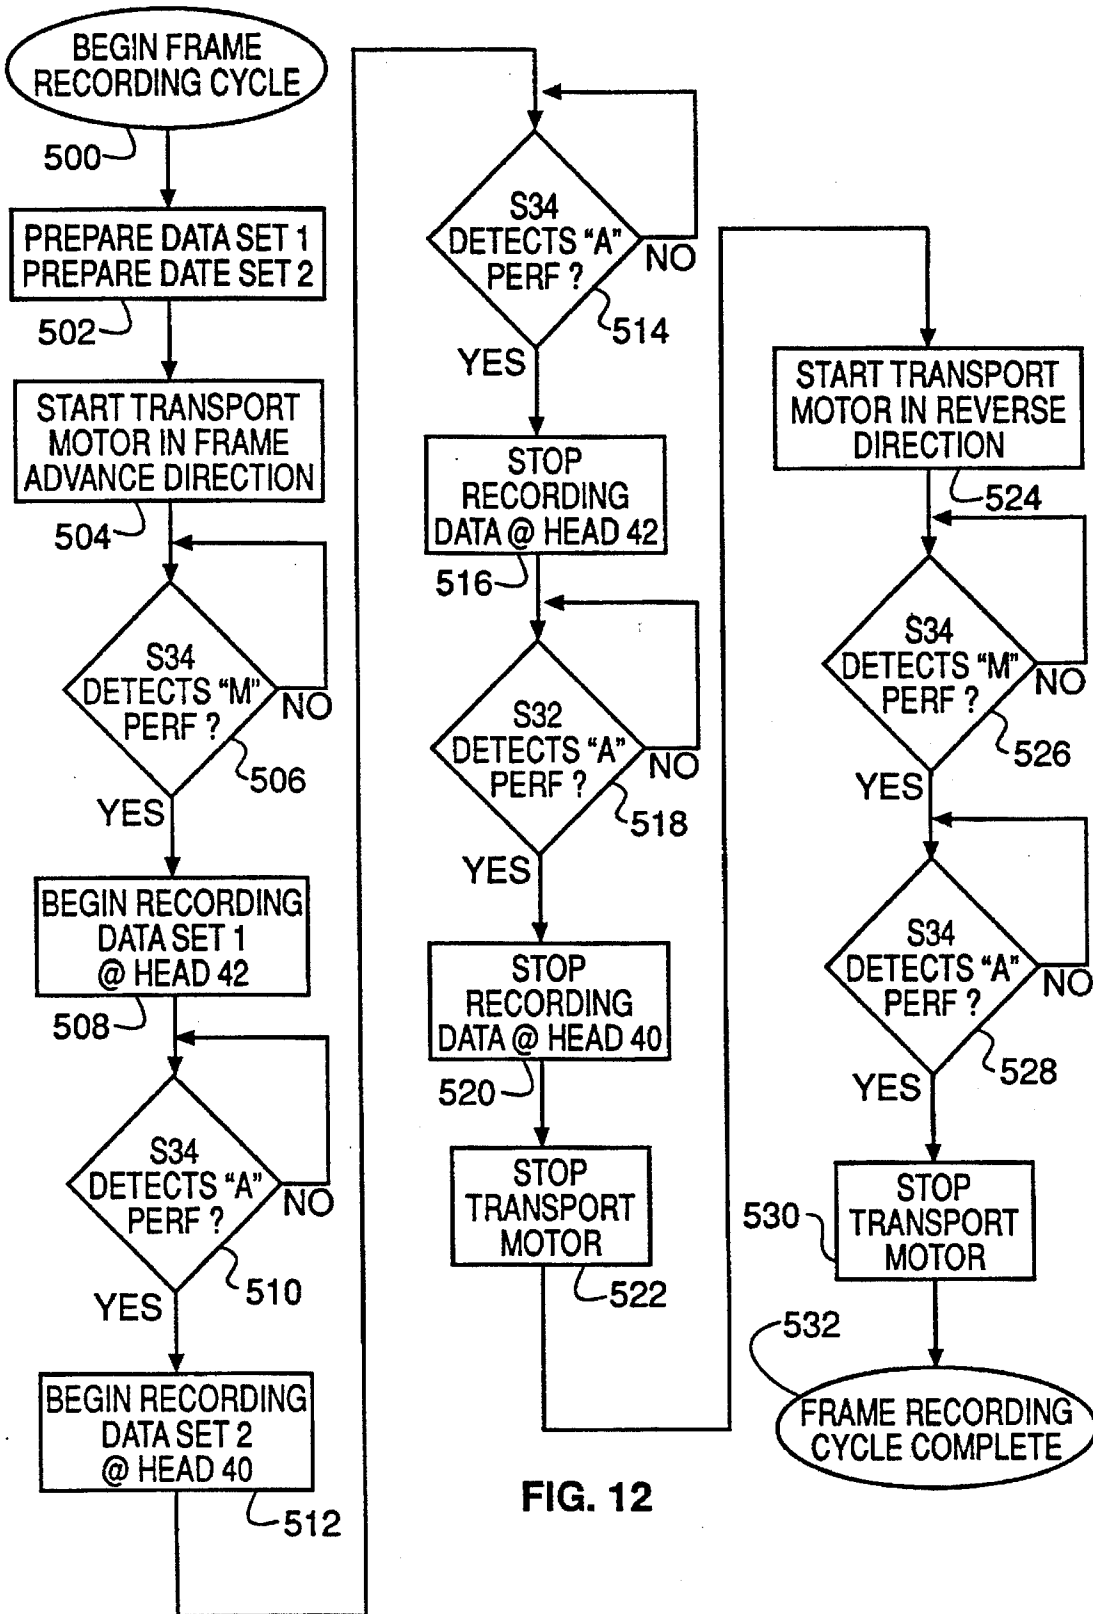 BEGIN FRAME
RECORDING CYCLE
500
PREPARE DATA SET 1
PREPARE DATE SET 2
502
START TRANSPORT
MOTOR IN FRAME
ADVANCE DIRECTION
504
S34
DETECTS “M”
PERF ?
NO
506
YES
BEGIN RECORDING
DATA SET 1
@ HEAD 42
508
S34
DETECTS “A”
PERF ?
NO
510
YES
BEGIN RECORDING
DATA SET 2
@ HEAD 40
512
S34
DETECTS “A”
PERF ?
NO
514
YES
STOP
RECORDING
DATA @ HEAD 42
516
S32
DETECTS “A”
PERF ?
NO
518
YES
STOP
RECORDING
DATA @ HEAD 40
520
STOP
TRANSPORT
MOTOR
522
START TRANSPORT
MOTOR IN REVERSE
DIRECTION
524
S34
DETECTS “M”
PERF ?
NO
526
YES
S34
DETECTS “A”
PERF ?
NO
528
YES
STOP
TRANSPORT
MOTOR
530
532
FRAME RECORDING
CYCLE COMPLETE
FIG. 12